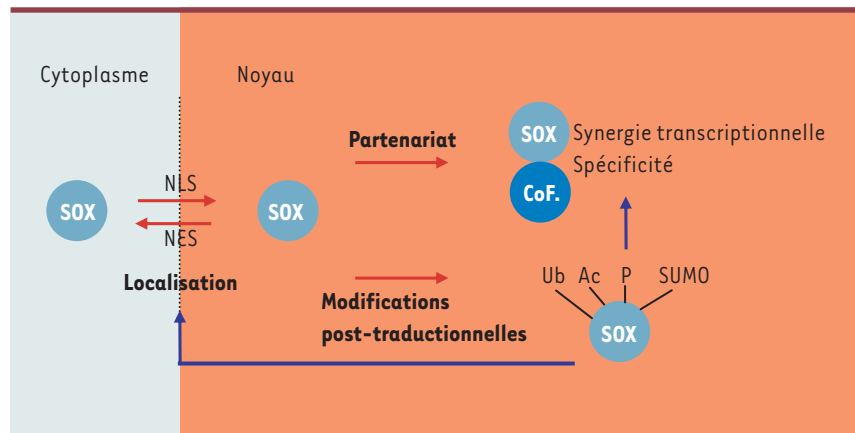 Cytoplasme
Noyau
Partenariat
SOX
Synergie transcriptionnelle
Spécificité
CoF.
NLS
SOX
SOX
NES
Localisation
Ub Ac P SUMO
Modifications
post-traductionnelles
SOX